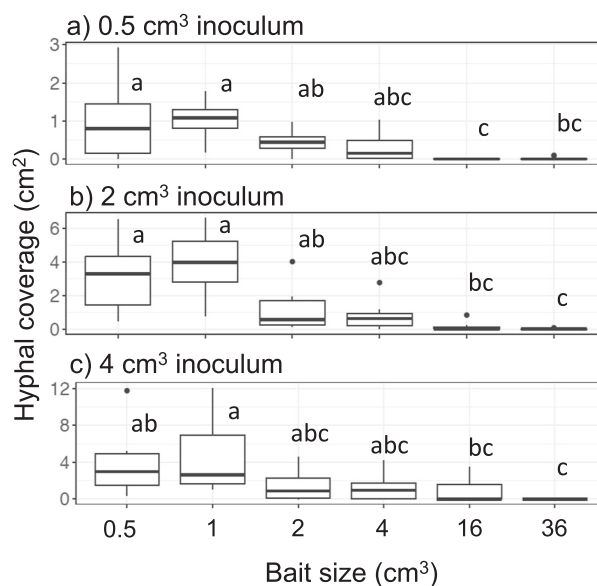 a) 0.5 cm³ inoculum
3
2
1
0
a
a
ab
abc
c
bc
b) 2 cm³ inoculum
6
4
2
0
a
a
ab
abc
bc
c
c) 4 cm³ inoculum
12
8
4
0
ab
a
abc
abc
bc
c
0.5 1 2 4 16 36
Bait size (cm³)
Hyphal coverage (cm²)